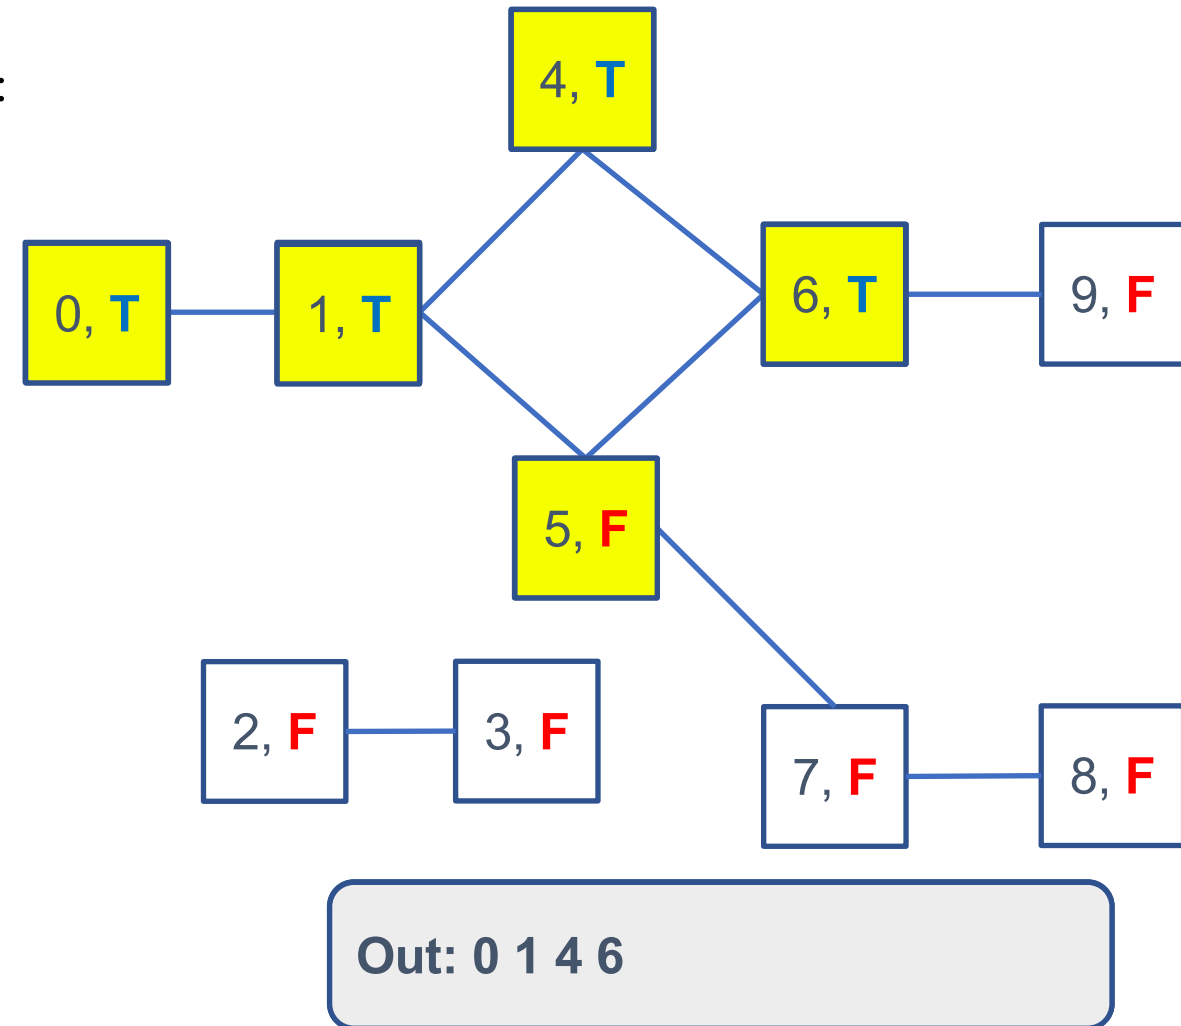 :
4, T
0, T
1, T
6, T
9, F
5, F
2, F
3, F
7, F
8, F
Out: 0 1 4 6